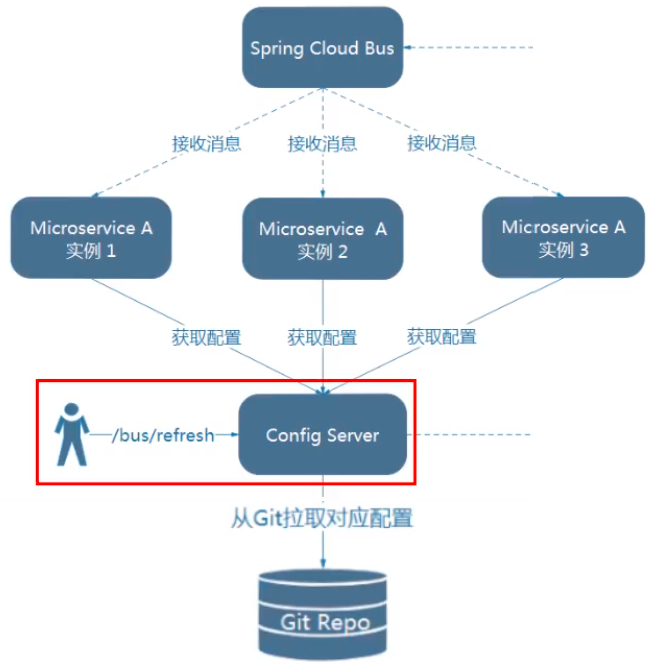 Spring Cloud Bus
接收消息
接收消息
接收消息
Microservice A
实例 1
Microservice A
实例 2
Microservice A
实例 3
获取配置
获取配置
获取配置
/bus/refresh
Config Server
从Git拉取对应配置
Git Repo